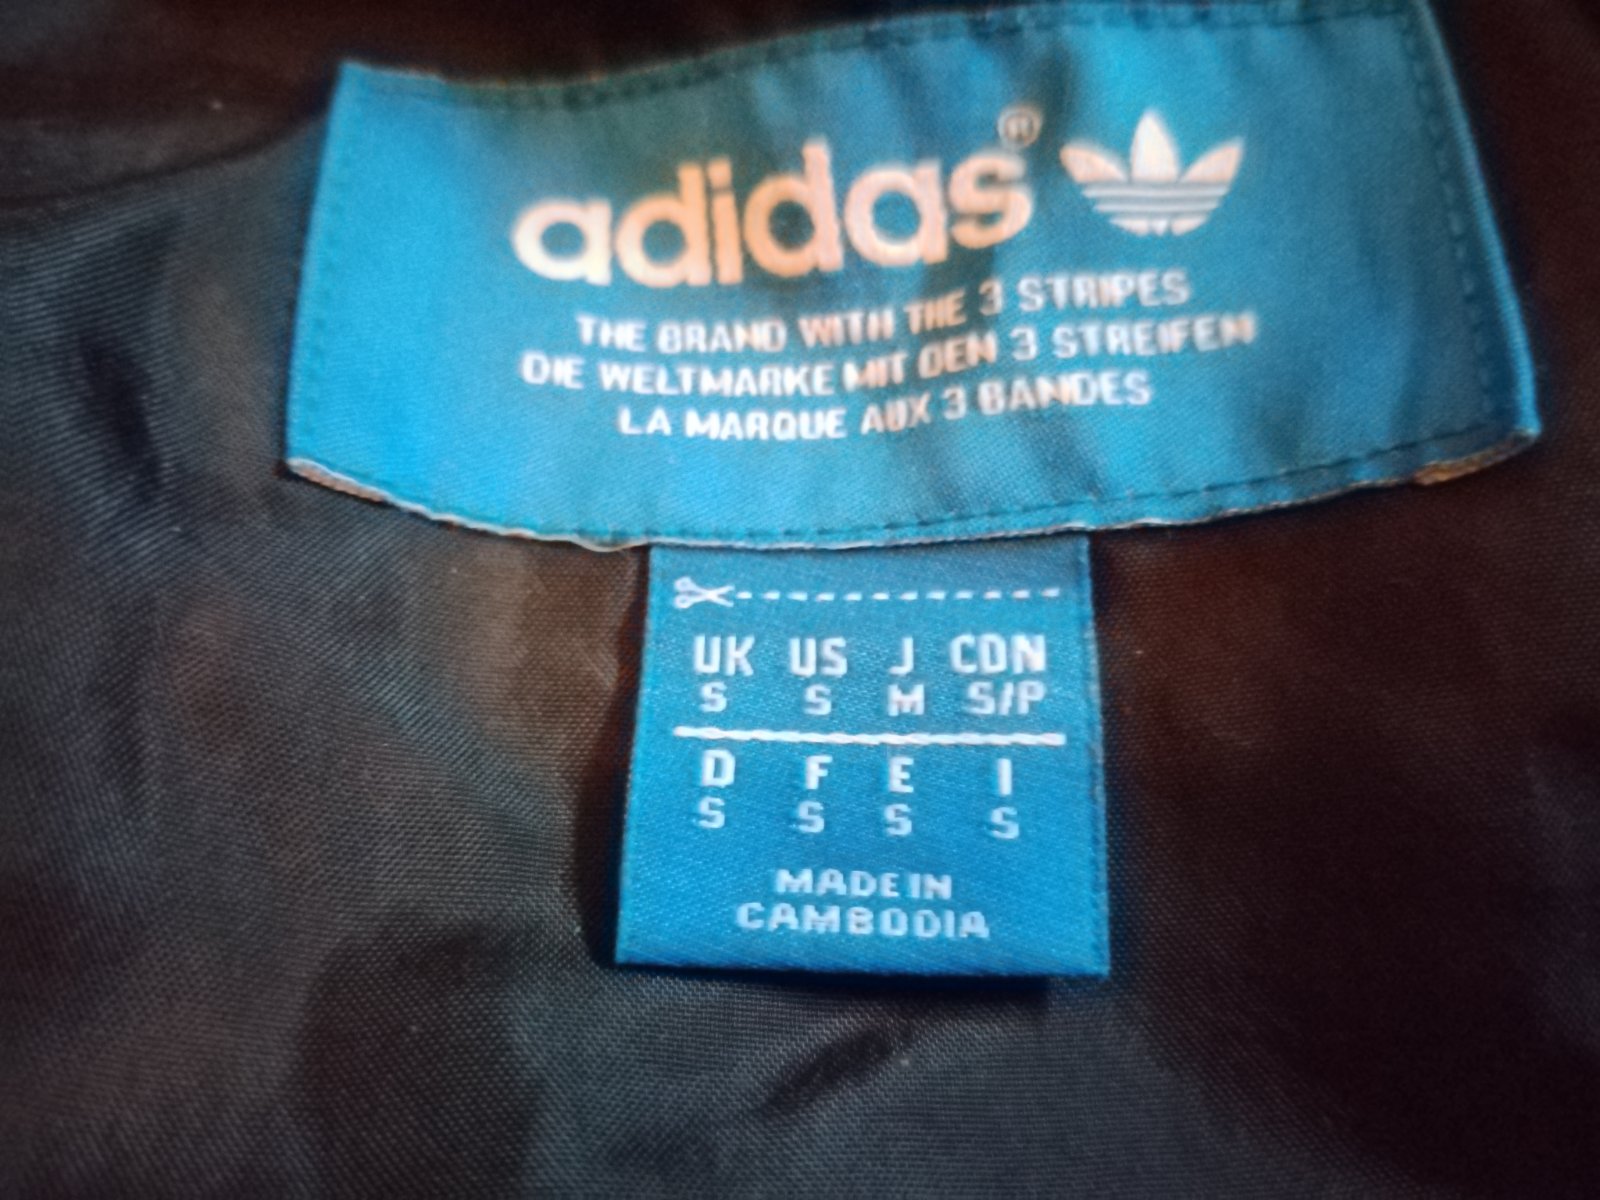 adidas®
THE BRAND WITH THE 3 STRIPES
DIE WELTMARKE MIT DEN 3 STREIFEN
LA MARQUE AUX 3 BANDES
UK US J CDN
S S M S/P
D F E I
S S S S
MADE IN
CAMBODIA